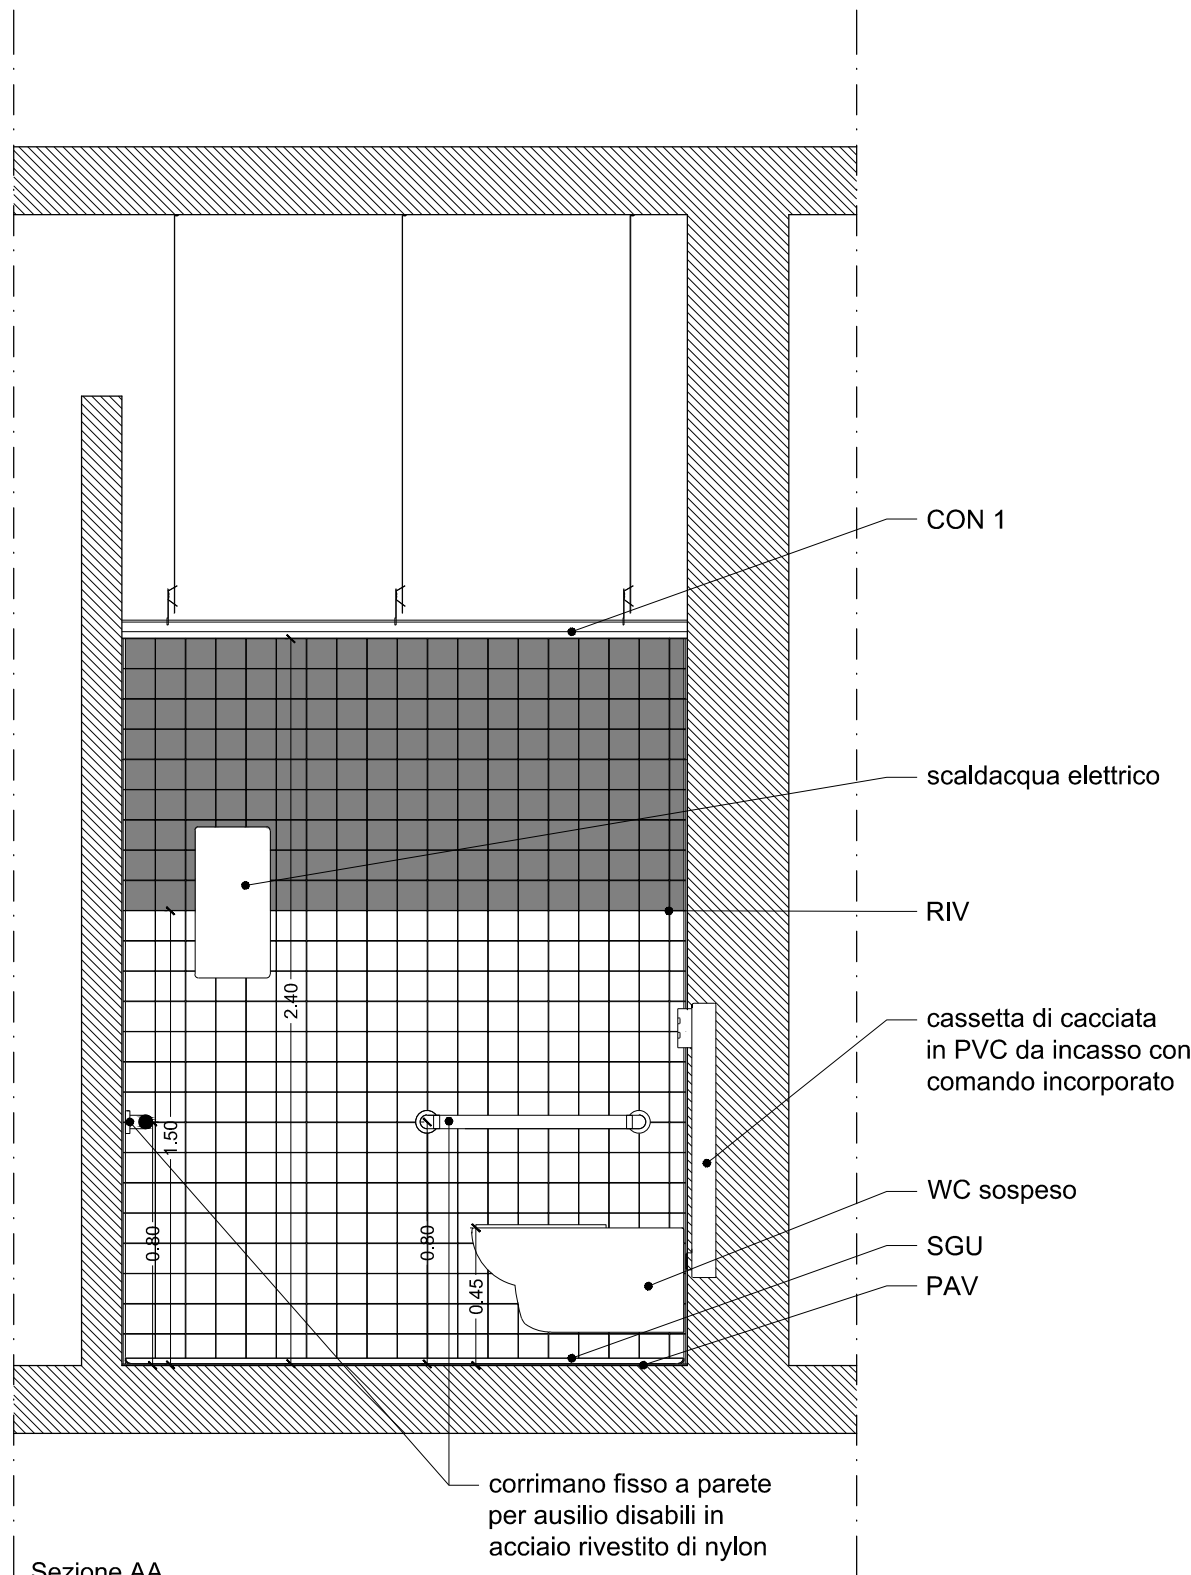 CON 1
scaldacqua elettrico
RIV
2.40
cassetta di cacciata
in PVC da incasso con
comando incorporato
1.50
WC sospeso
0.80
0.80
SGU
0.45
PAV
corrimano fisso a parete
per ausilio disabili in
acciaio rivestito di nylon
Sezione AA